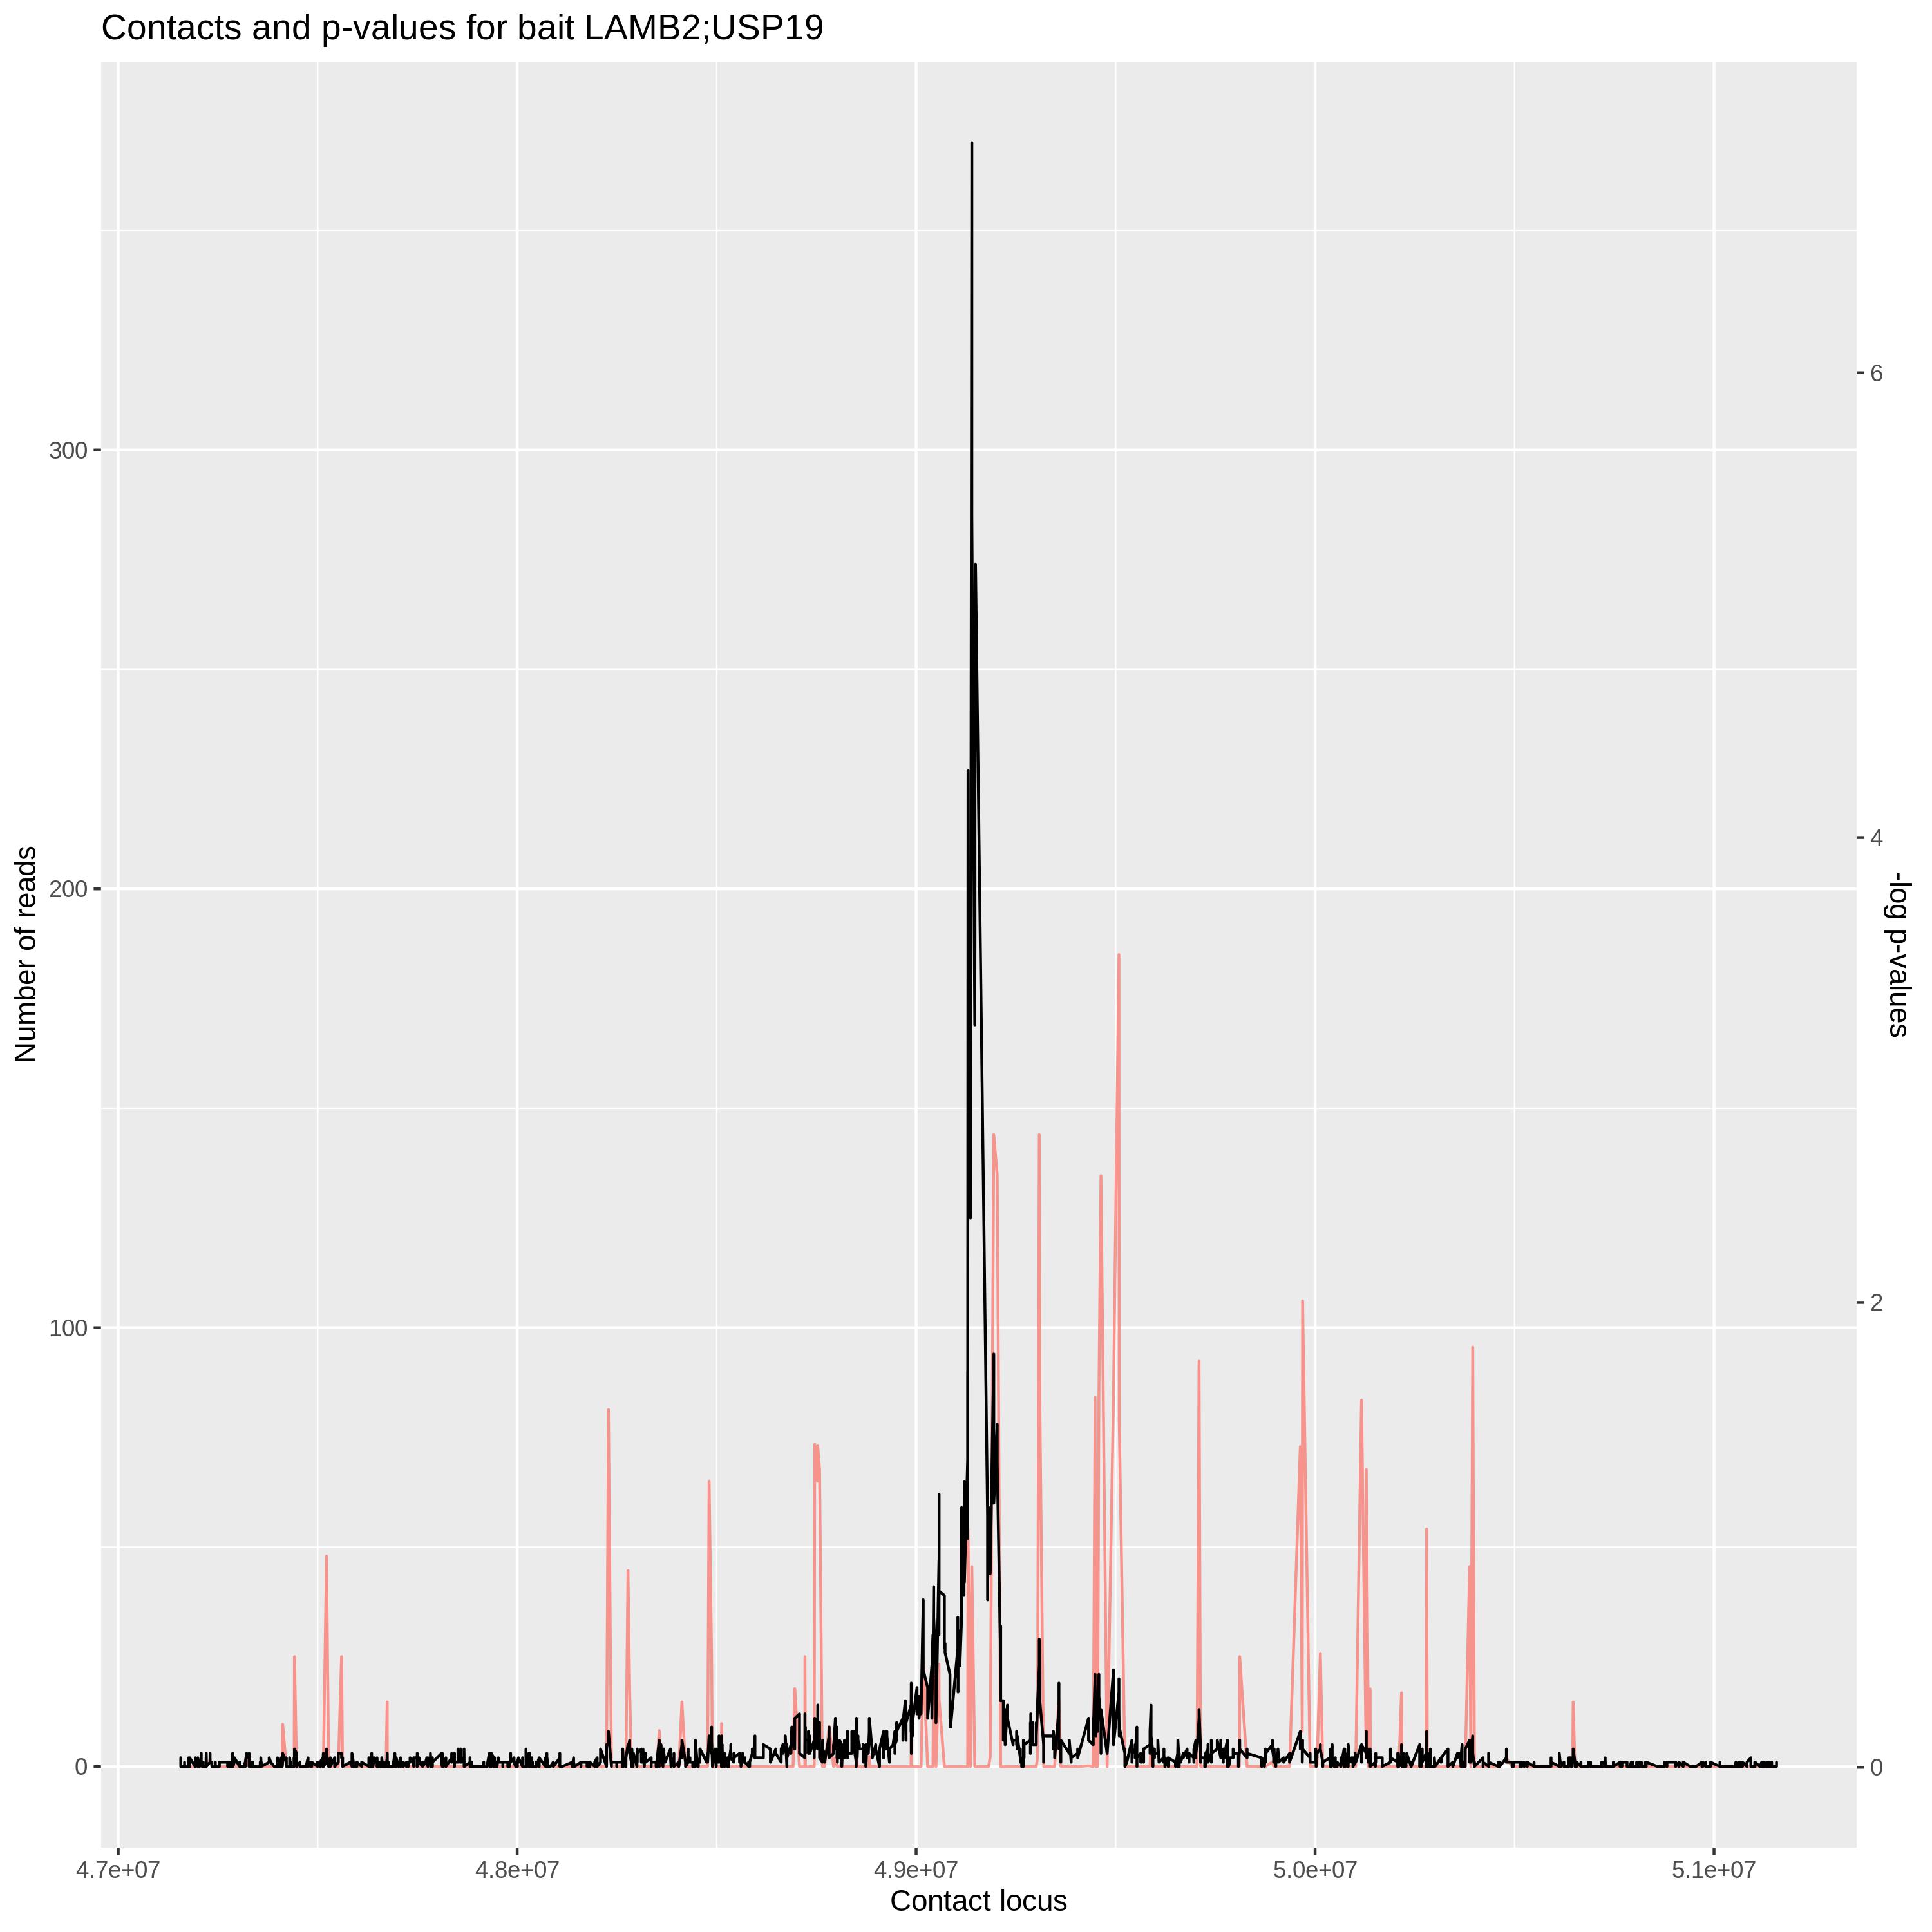 Contacts and p-values for bait LAMB2;USP19
Number of reads
300
200
100
0
6
4
2
0
-log p-values
4.7e+07
4.8e+07
4.9e+07
5.0e+07
5.1e+07
Contact locus